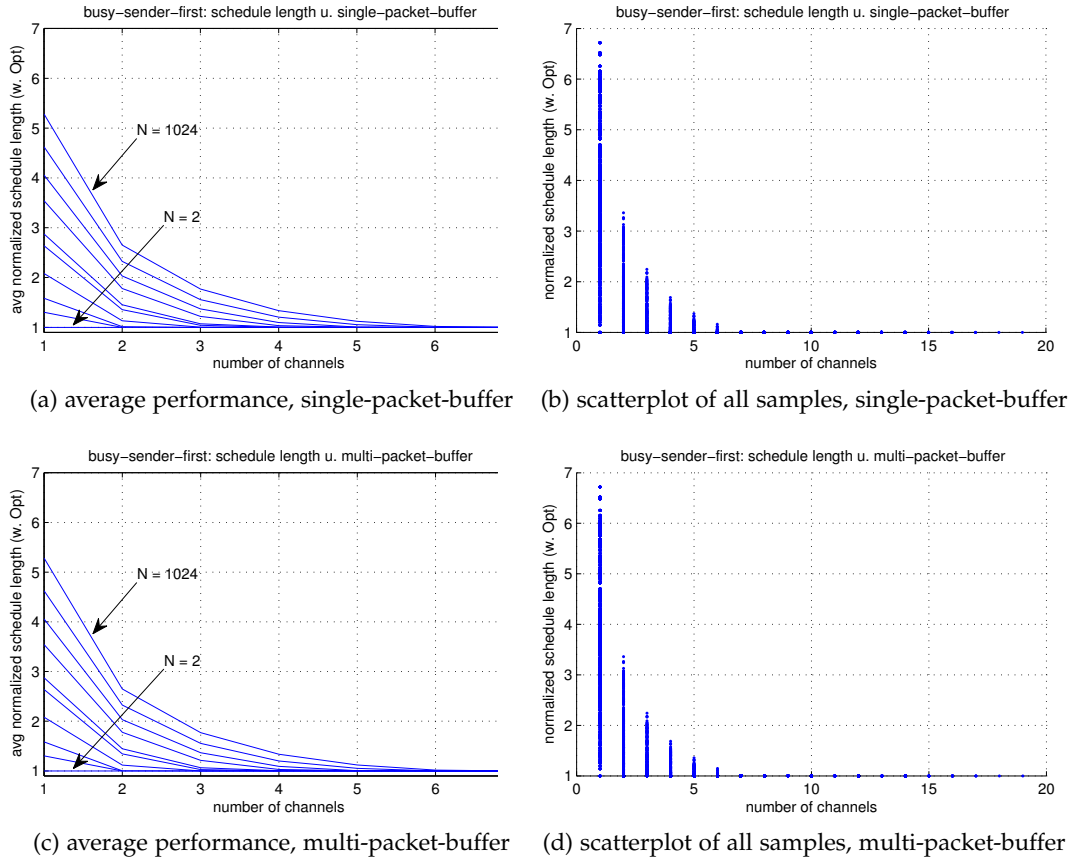 busy−sender−first: schedule length u. single−packet−buffer
avg normalized schedule length (w. Opt)
7
6
5
4
3
2
1
N = 1024
N = 2
1 2 3 4 5 6
number of channels
(a) average performance, single-packet-buffer
busy−sender−first: schedule length u. single−packet−buffer
normalized schedule length (w. Opt)
7
6
5
4
3
2
1
0 5 10 15 20
number of channels
(b) scatterplot of all samples, single-packet-buffer
busy−sender−first: schedule length u. multi−packet−buffer
avg normalized schedule length (w. Opt)
7
6
5
4
3
2
1
N = 1024
N = 2
1 2 3 4 5 6
number of channels
(c) average performance, multi-packet-buffer
busy−sender−first: schedule length u. multi−packet−buffer
normalized schedule length (w. Opt)
7
6
5
4
3
2
1
0 5 10 15 20
number of channels
(d) scatterplot of all samples, multi-packet-buffer